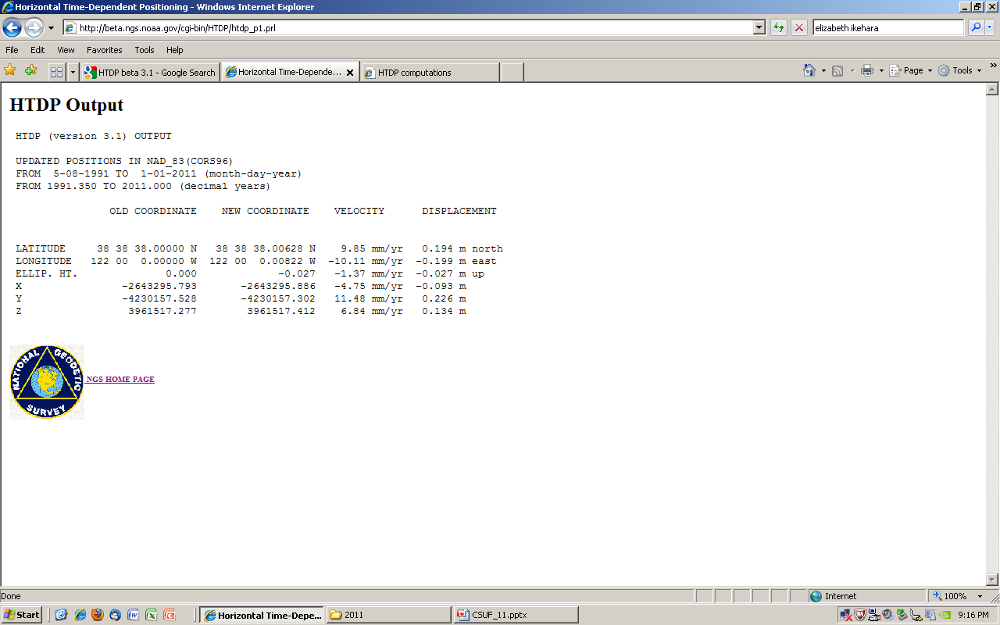 Horizontal Time-Dependent Positioning - Windows Internet Explorer
http://beta.ngs.noaa.gov/cgi-bin/HTDP/htdp_p1.prl
elizabeth ikehara
File Edit View Favorites Tools Help
HTDP beta 3.1 - Google Search Horizontal Time-Depende... HTDP computations Page Tools »
HTDP Output
HTDP (version 3.1) OUTPUT
UPDATED POSITIONS IN NAD_83(CORS96)
FROM 5-08-1991 TO 1-01-2011 (month-day-year)
FROM 1991.350 TO 2011.000 (decimal years)
OLD COORDINATE NEW COORDINATE VELOCITY DISPLACEMENT
LATITUDE 38 38 38.00000 N 38 38 38.00628 N 9.85 mm/yr 0.194 m north
LONGITUDE 122 00 0.00000 W 122 00 0.00822 W -10.11 mm/yr -0.199 m east
ELLIP. HT. 0.000 -0.027 -1.37 mm/yr -0.027 m up
X -2643295.793 -2643295.886 -4.75 mm/yr -0.093 m
Y -4230157.528 -4230157.302 11.48 mm/yr 0.226 m
Z 3961517.277 3961517.412 6.84 mm/yr 0.134 m
NATIONAL GEODETIC SURVEY
NGS HOME PAGE
Done Internet 100%
Start Horizontal Time-Depe... 2011 CSUF_11.pptx 9:16 PM